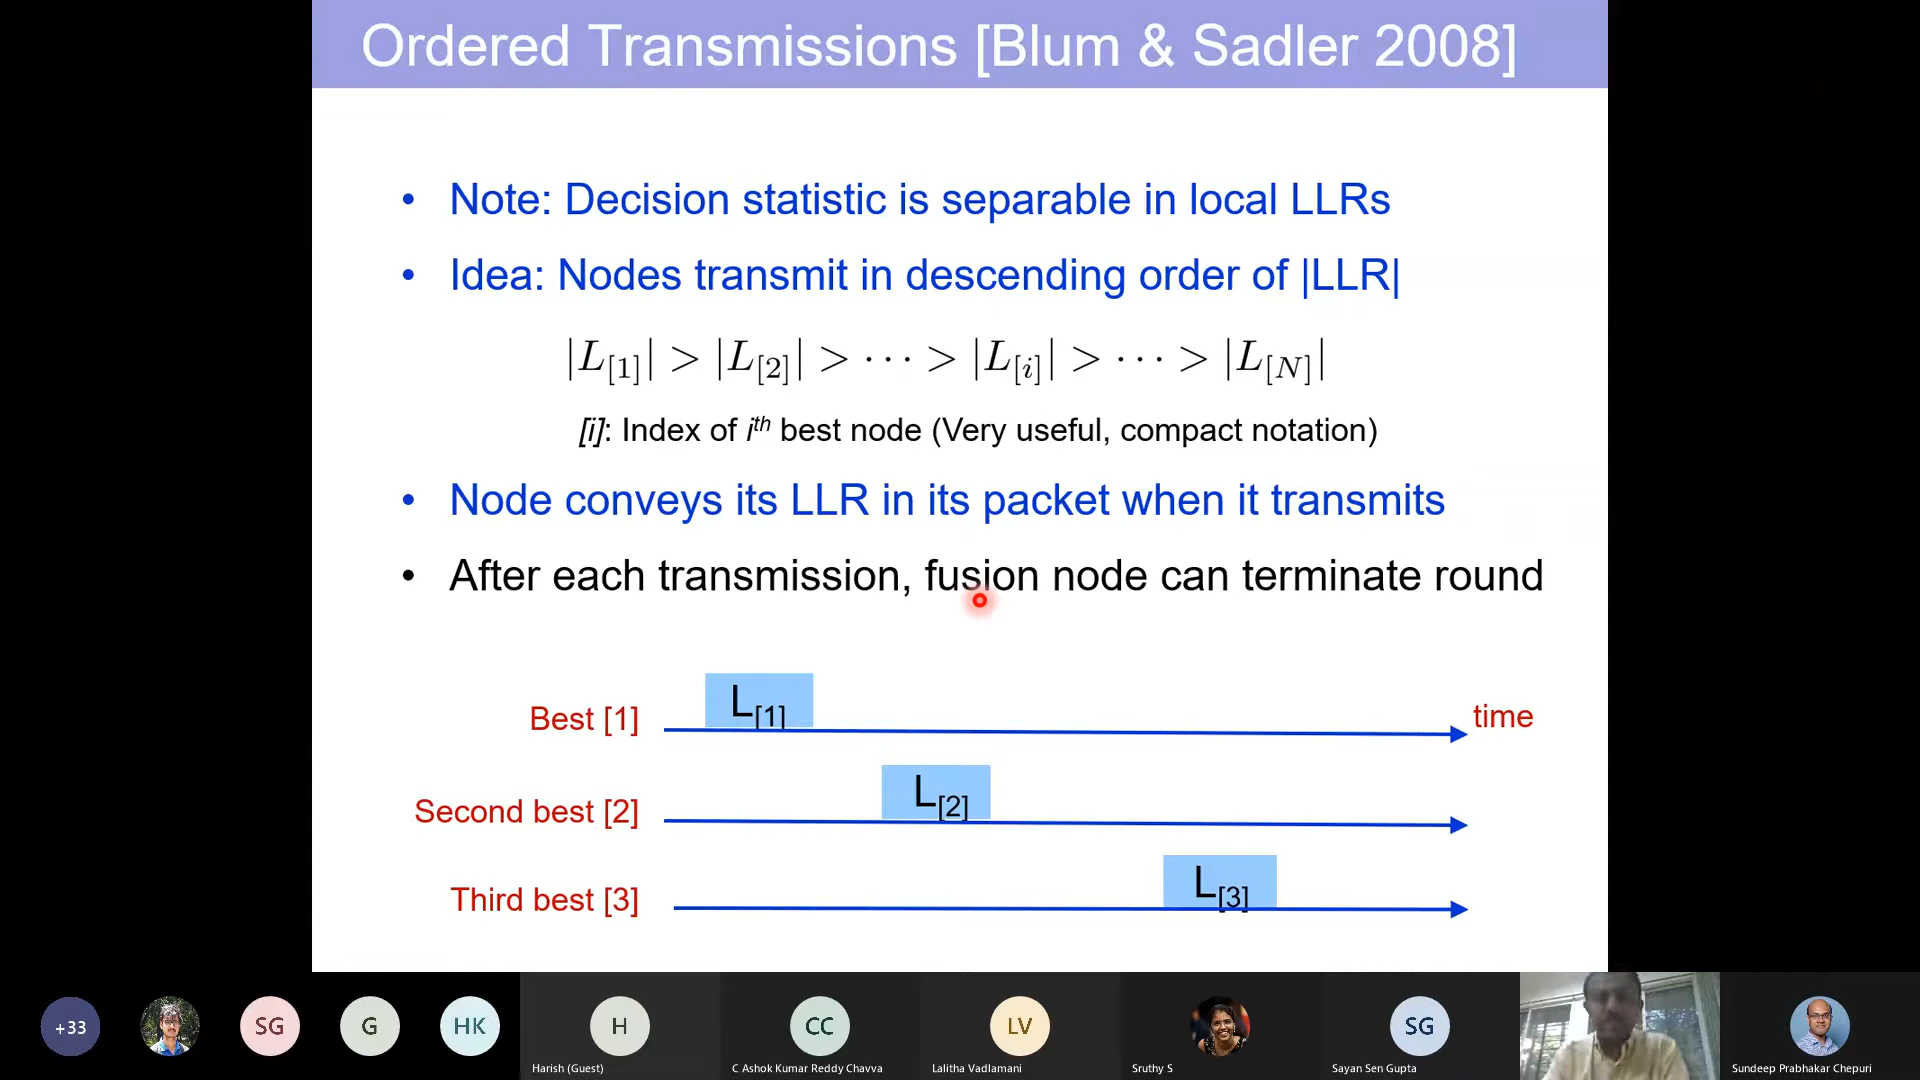 Ordered Transmissions [Blum & Sadler 2008]
• Note: Decision statistic is separable in local LLRs
• Idea: Nodes transmit in descending order of |LLR|
|L[1]| > |L[2]| > ⋯ > |L[i]| > ⋯ > |L[N]|
[i]: Index of ith best node (Very useful, compact notation)
• Node conveys its LLR in its packet when it transmits
• After each transmission, fusion node can terminate round
Best [1] L[1] time
Second best [2] L[2]
Third best [3] L[3]
+33 SG G HK H CC LV SG
Harish (Guest) C Ashok Kumar Reddy Chavva Lalitha Vadlamani Sruthy S Sayan Sen Gupta Sundeep Prabhakar Chepuri